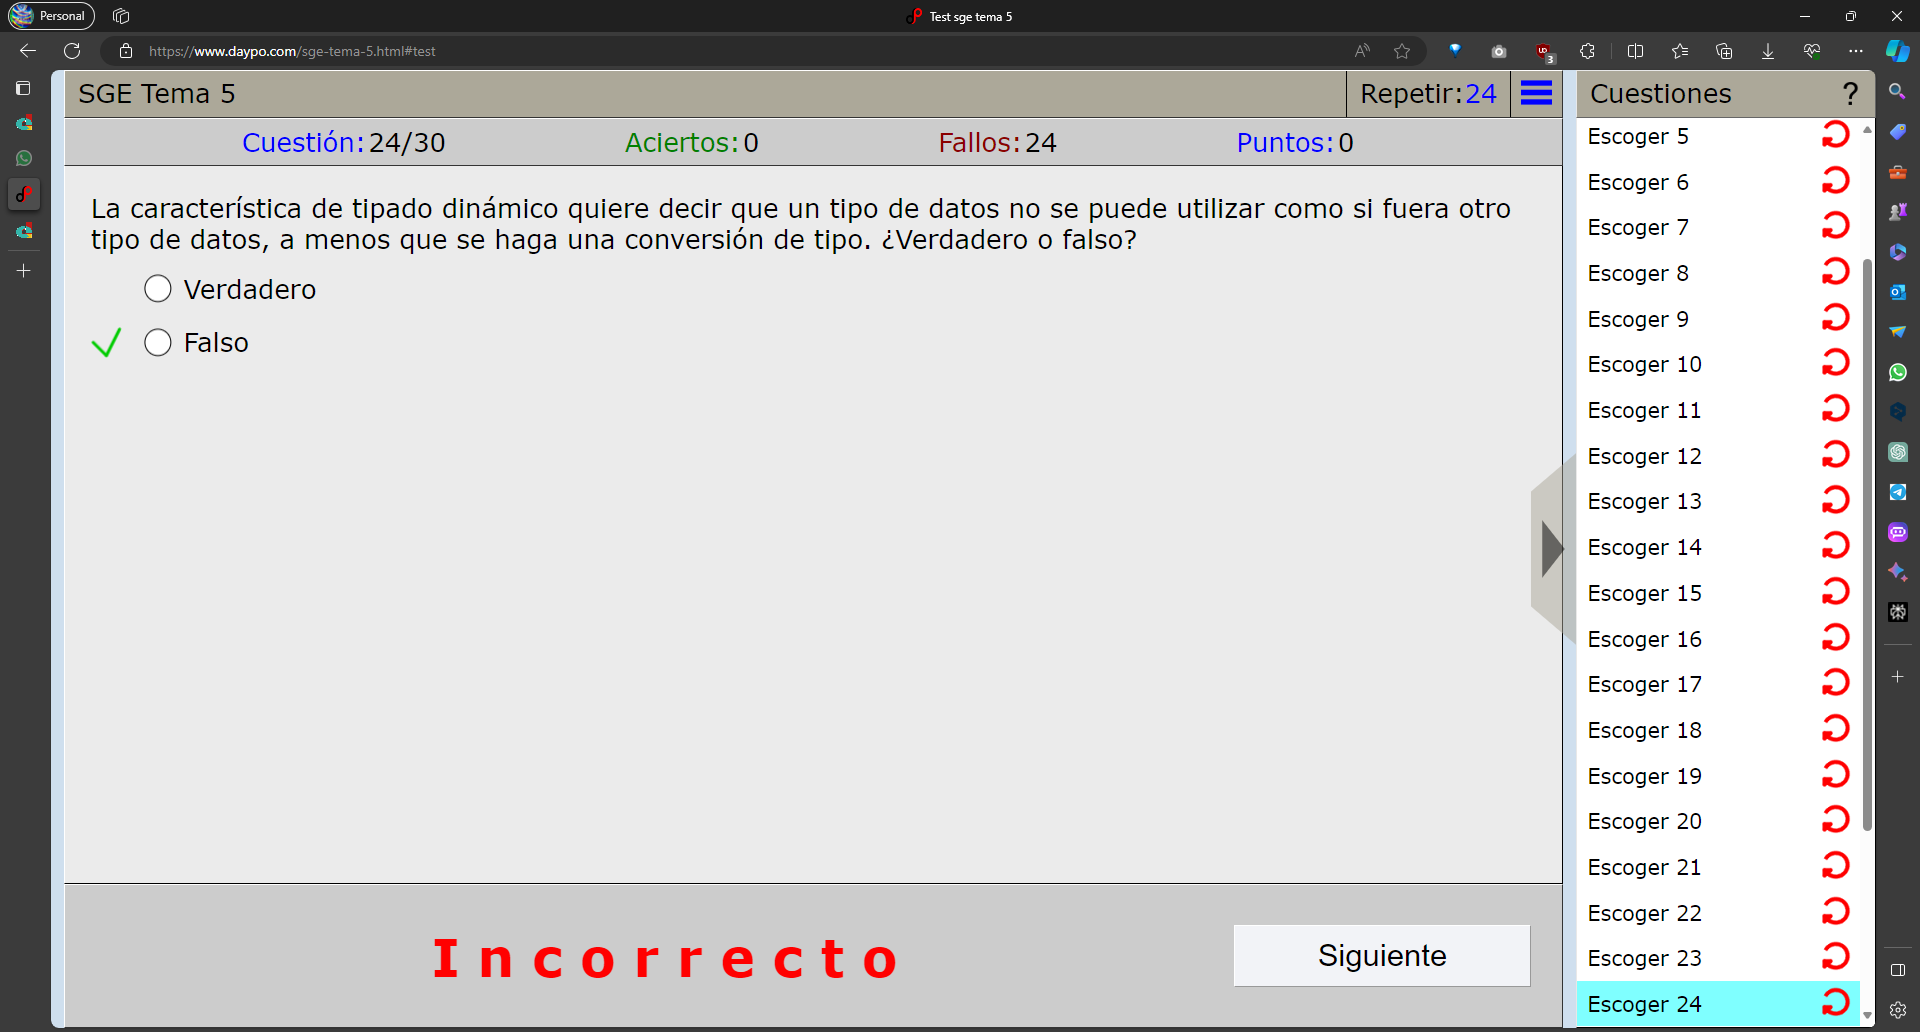 Personal
Test sge tema 5
https://www.daypo.com/sge-tema-5.html#test
3
SGE Tema 5
Repetir:24
Cuestiones
?
Cuestión:24/30
Aciertos:0
Fallos:24
Puntos:0
La característica de tipado dinámico quiere decir que un tipo de datos no se puede utilizar como si fuera otro
tipo de datos, a menos que se haga una conversión de tipo. ¿Verdadero o falso?
Verdadero
Falso
Incorrecto
Siguiente
Escoger 5
Escoger 6
Escoger 7
Escoger 8
Escoger 9
Escoger 10
Escoger 11
Escoger 12
Escoger 13
Escoger 14
Escoger 15
Escoger 16
Escoger 17
Escoger 18
Escoger 19
Escoger 20
Escoger 21
Escoger 22
Escoger 23
Escoger 24